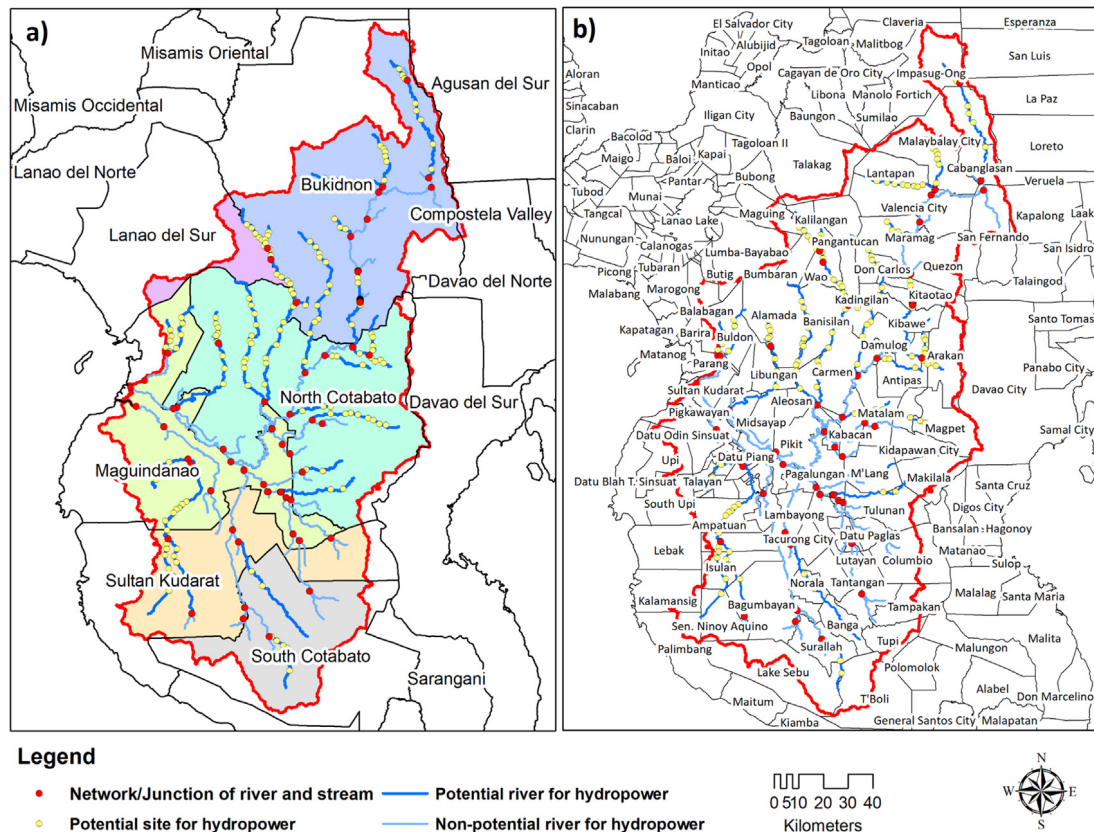 a)
Misamis Oriental
Agusan del Sur
Misamis Occidental
Lanao del Norte
Bukidnon
Compostela Valley
Lanao del Sur
Davao del Norte
North Cotabato
Davao del Sur
Maguindanao
Sultan Kudarat
South Cotabato
Sarangani
b)
El Salvador City
Claveria
Esperanza
Alubijid
Tagoloan
Malitbog
Initao
Opol
San Luis
Aloran
Cagayan de Oro City
Impasug-Ong
Manticao
Sinacaban
Libona
Manolo Fortich
La Paz
Iligan City
Baungon
Sumilao
Clarin
Bacolod
Tagoloan II
Malaybalay City
Loreto
Maigo
Baloi
Kapai
Talakag
Cabanglasan
Pantar
Bubong
Lantapan
Veruela
Tubod
Munai
Valencia City
Tangcal
Lanao Lake
Maguing
Kalilangan
Kapalong
Laak
Nunungan
Calanogas
Pangantucan
Maramag
San Fernando
San Isidro
Lumba-Bayabao
Picong
Tubaran
Butig
Bumbaran
Wao
Don Carlos
Quezon
Talaingod
Malabang
Marogong
Kadingilan
Kitaotao
Balabagan
Alameda
Banisilan
Kibawe
Santo Tomas
Kapatagan
Barira
Buldon
Damulog
Arakan
Panabo City
Matanog
Parang
Libungan
Carmen
Antipas
Davao City
Sultan Kudarat
Aleosan
Pigkawayan
Midsayap
Matalam
Magpet
Samal City
Datu Odin Sinsuat
Pikit
Kabacan
Upi
Datu Piang
Kidapawan City
Pagalungan
M'Lang
Makilala
Datu Blah T. Sinsuat
Talayan
Santa Cruz
South Upi
Lambayong
Tulunan
Digos City
Ampatuan
Bansalan
Hagonoy
Lebak
Tacurong City
Datu Paglas
Matanao
Isulan
Lutayan
Columbio
Sulop
Kalamansig
Norala
Tantangan
Malalag
Santa Maria
Bagumbayan
Tampakan
Sen. Ninoy Aquino
Banga
Malita
Palimbang
Surallah
Tupi
Malungon
Lake Sebu
Polomolok
T'Boli
Alabel
Don Marcelino
Maitum
Kiamba
General Santos City
Malapatan
Legend
Network/Junction of river and stream
Potential river for hydropower
Potential site for hydropower
Non-potential river for hydropower
0 5 10 20 30 40
Kilometers
N
W E
S